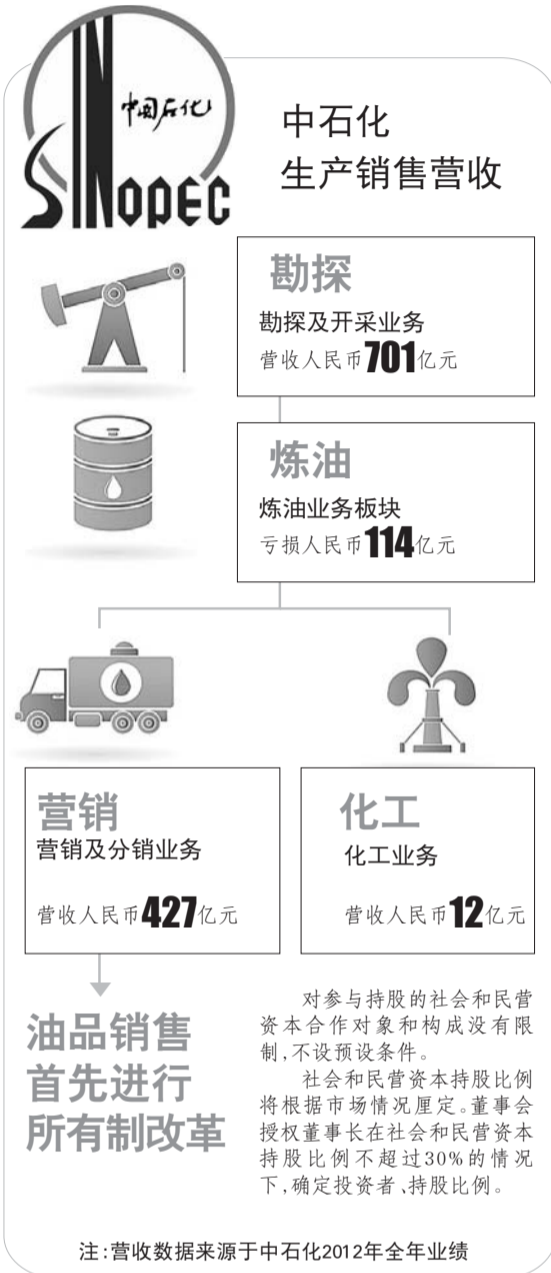 中国石化
SINOPEC
中石化
生产销售营收
勘探
勘探及开采业务
营收人民币701亿元
炼油
炼油业务板块
亏损人民币114亿元
营销
营销及分销业务
营收人民币427亿元
化工
化工业务
营收人民币12亿元
油品销售
首先进行
所有制改革
对参与持股的社会和民营
资本合作对象和构成没有限
制,不设预设条件。
社会和民营资本持股比例
将根据市场情况厘定。董事会
授权董事长在社会和民营资本
持股比例不超过30%的情况
下,确定投资者、持股比例。
注:营收数据来源于中石化2012年全年业绩